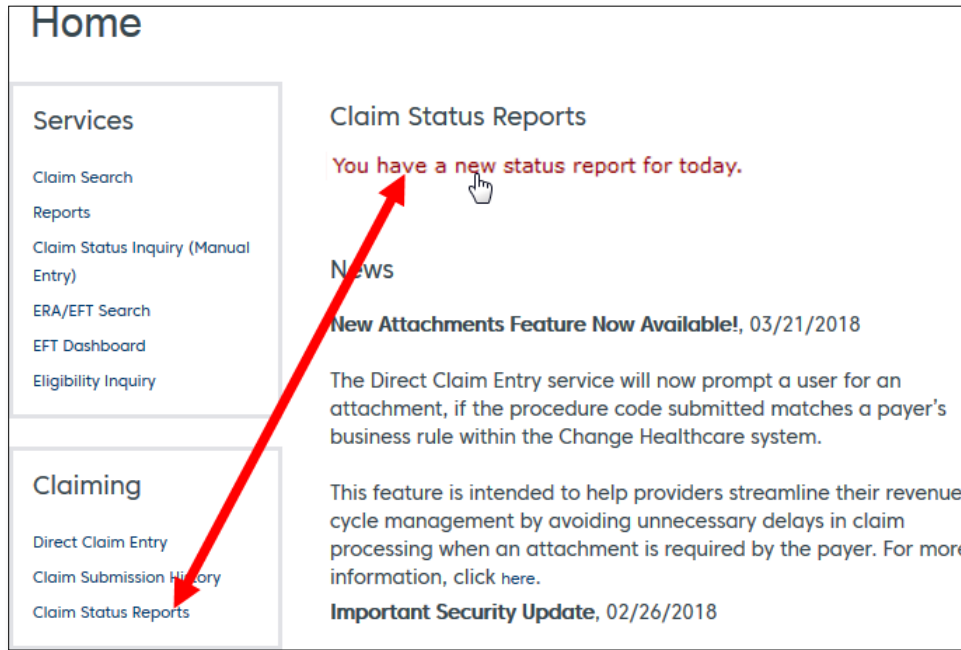 Home
Services
Claim Search
Reports
Claim Status Inquiry (Manual
Entry)
ERA/EFT Search
EFT Dashboard
Eligibility Inquiry
Claiming
Direct Claim Entry
Claim Submission History
Claim Status Reports
Claim Status Reports
You have a new status report for today.
News
New Attachments Feature Now Available!, 03/21/2018
The Direct Claim Entry service will now prompt a user for an
attachment, if the procedure code submitted matches a payer's
business rule within the Change Healthcare system.
This feature is intended to help providers streamline their revenue
cycle management by avoiding unnecessary delays in claim
processing when an attachment is required by the payer. For more
information, click here.
Important Security Update, 02/26/2018